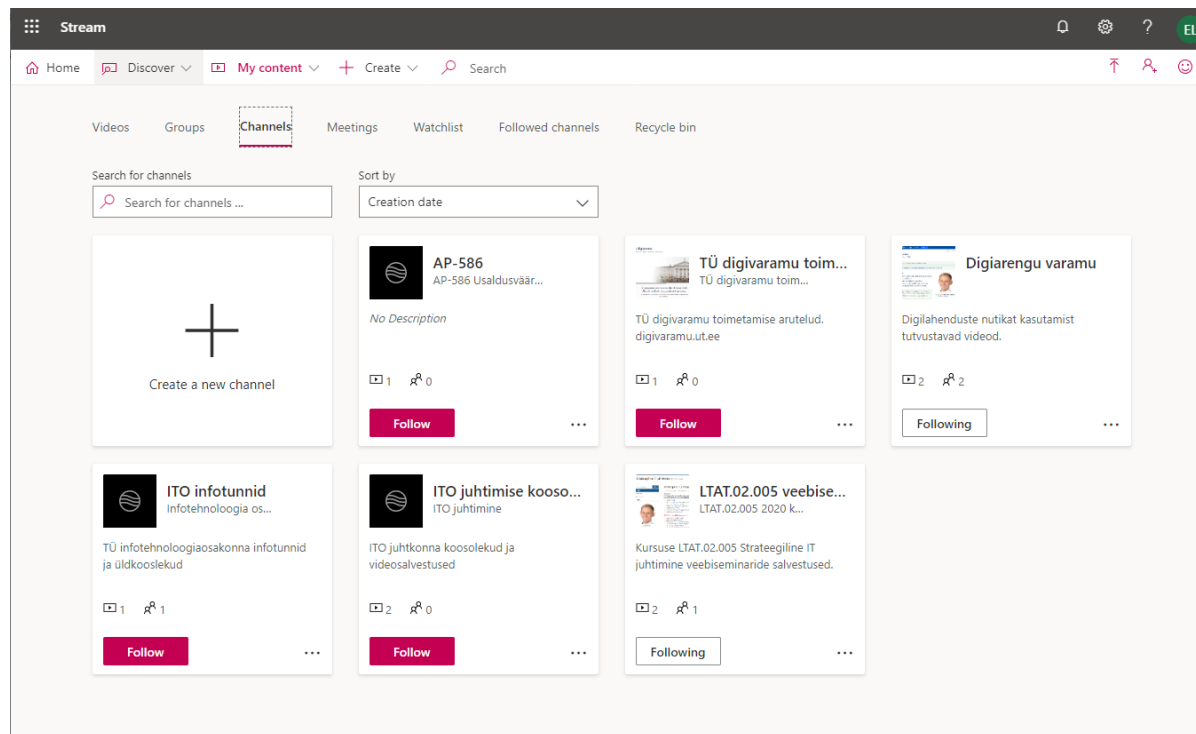 Stream
EL
Home
Discover
My content
Create
Search
Videos
Groups
Channels
Meetings
Watchlist
Followed channels
Recycle bin
Search for channels
Search for channels ...
Sort by
Creation date
Create a new channel
AP-586
AP-586 Usaldusväär...
No Description
1
0
Follow
TÜ digivaramu toim...
TÜ digivaramu toim...
TÜ digivaramu toimetamise arutelud.
digivaramu.ut.ee
1
0
Follow
Digiarengu varamu
Digilahenduste nutikat kasutamist
tutvustavad videod.
2
2
Following
ITO infotunnid
Infotehnoloogia os...
TÜ infotehnoloogiaosakonna infotunnid
ja üldkooslekud
1
1
Follow
ITO juhtimise kooso...
ITO juhtimine
ITO juhtkonna koosolekud ja
videosalvestused
2
0
Follow
LTAT.02.005 veebise...
LTAT.02.005 2020 k...
Kursuse LTAT.02.005 Strateegiline IT
juhtimine veebiseminaride salvestused.
2
1
Following